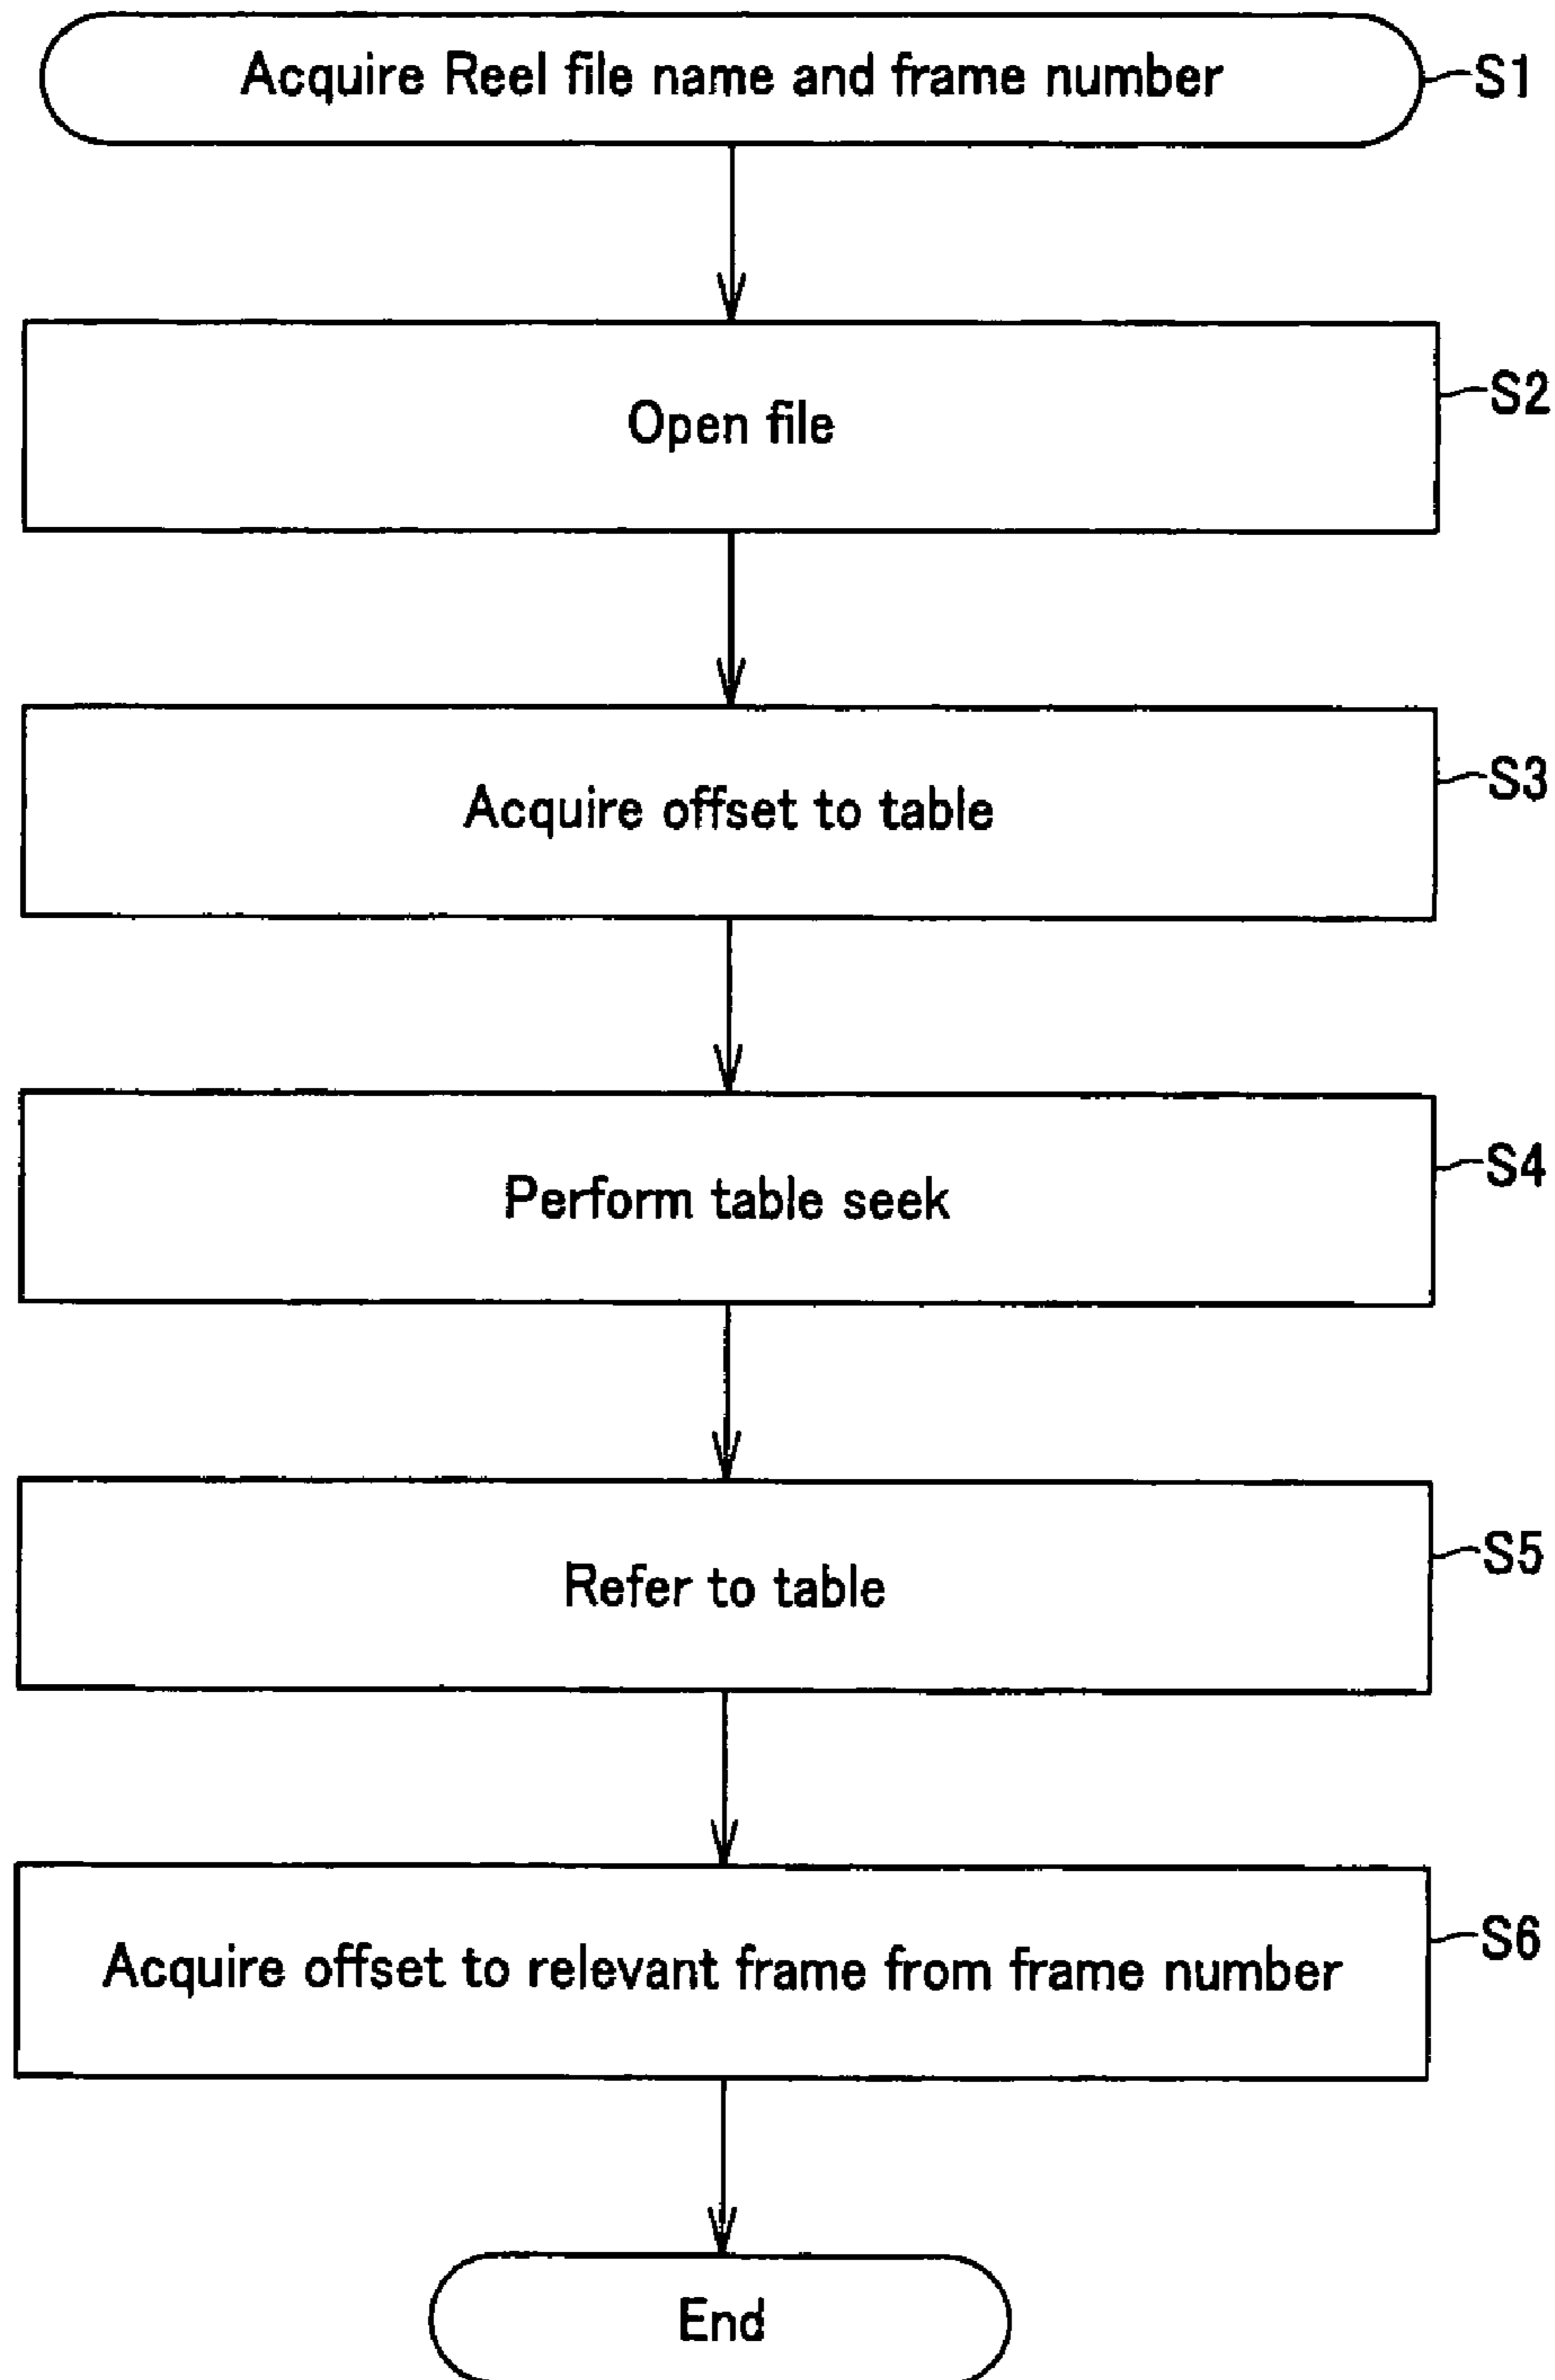 Acquire Reel file name and frame number
S1
Open file
S2
Acquire offset to table
S3
Perform table seek
S4
Refer to table
S5
Acquire offset to relevant frame from frame number
S6
End